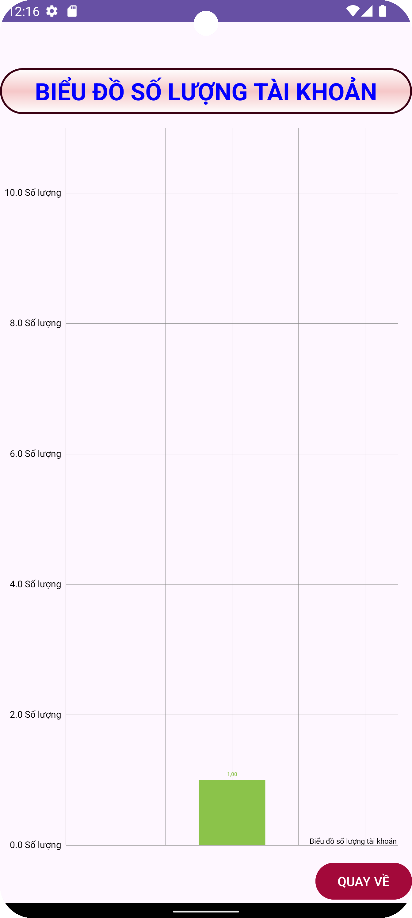 12:16
BIỂU ĐỒ SỐ LƯỢNG TÀI KHOẢN
10.0 Số lượng
8.0 Số lượng
6.0 Số lượng
4.0 Số lượng
2.0 Số lượng
1,00
0.0 Số lượng
Biểu đồ số lượng tài khoản
QUAY VỀ